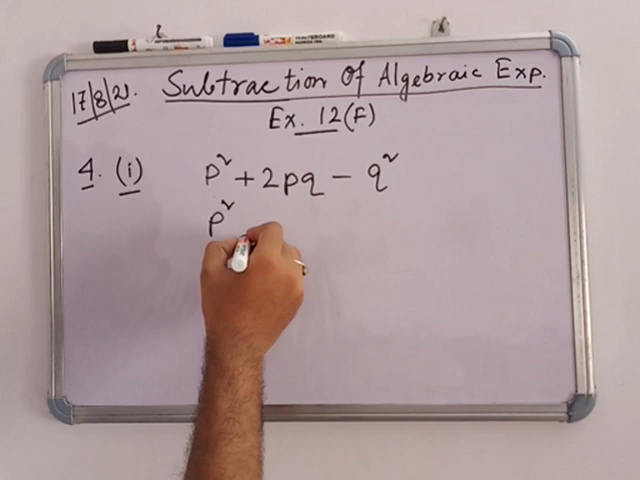 17/8/21. Subtraction Of Algebraic Exp.
Ex. 12(F)
4. (i) p² + 2pq - q²
p²